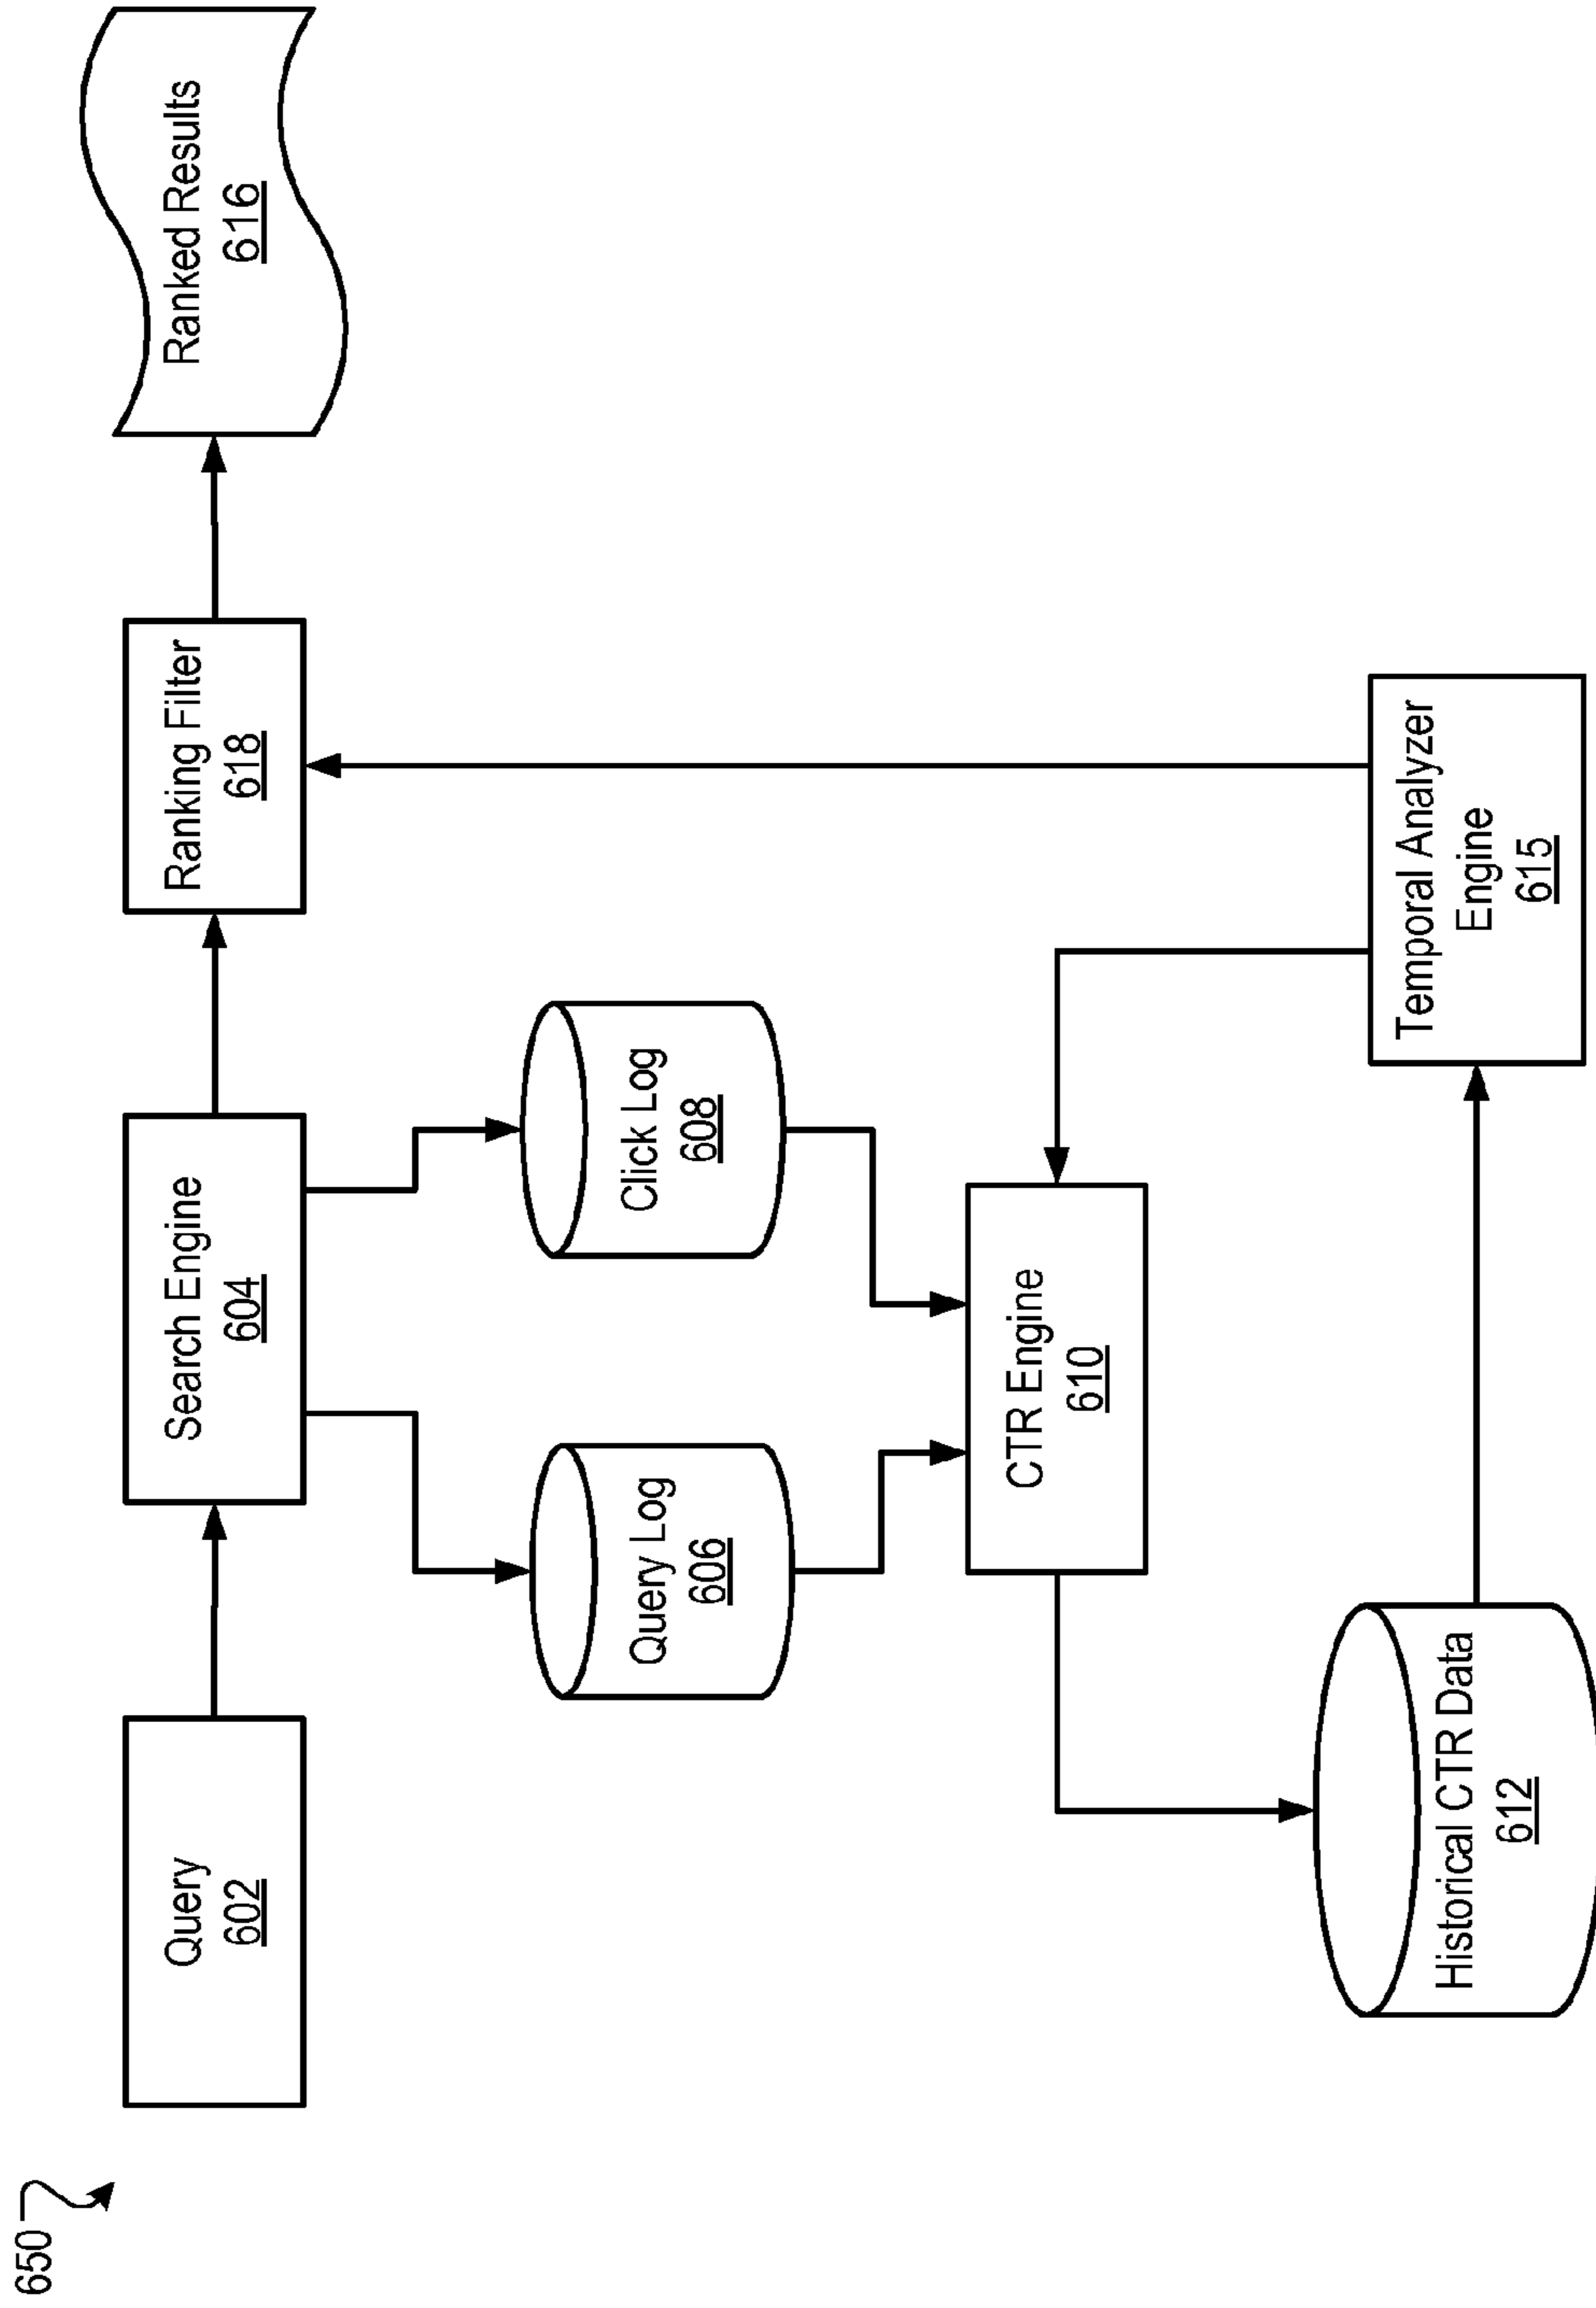 650
Query
602
Search Engine
604
Ranking Filter
618
Ranked Results
616
Query Log
606
Click Log
608
CTR Engine
610
Historical CTR Data
612
Temporal Analyzer
Engine
615